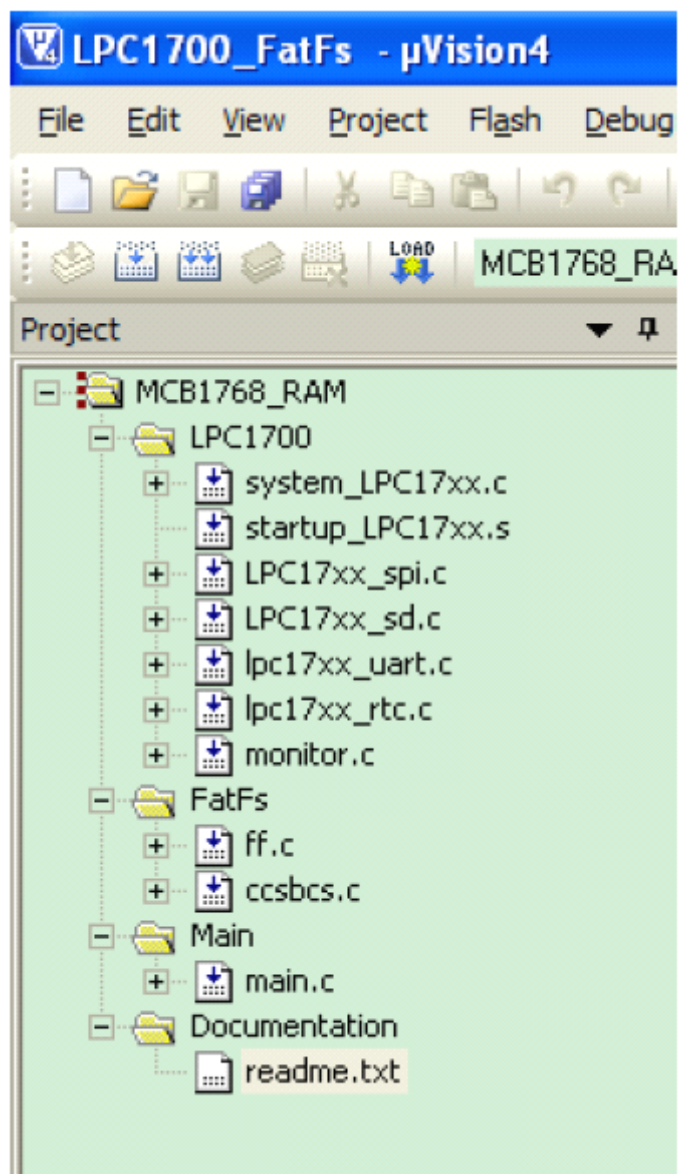 LPC1700_FatFs - µVision4
File Edit View Project Flash Debug
LOAD MCB1768_RA
Project
MCB1768_RAM
LPC1700
system_LPC17xx.c
startup_LPC17xx.s
LPC17xx_spi.c
LPC17xx_sd.c
lpc17xx_uart.c
lpc17xx_rtc.c
monitor.c
FatFs
ff.c
ccsbcs.c
Main
main.c
Documentation
readme.txt